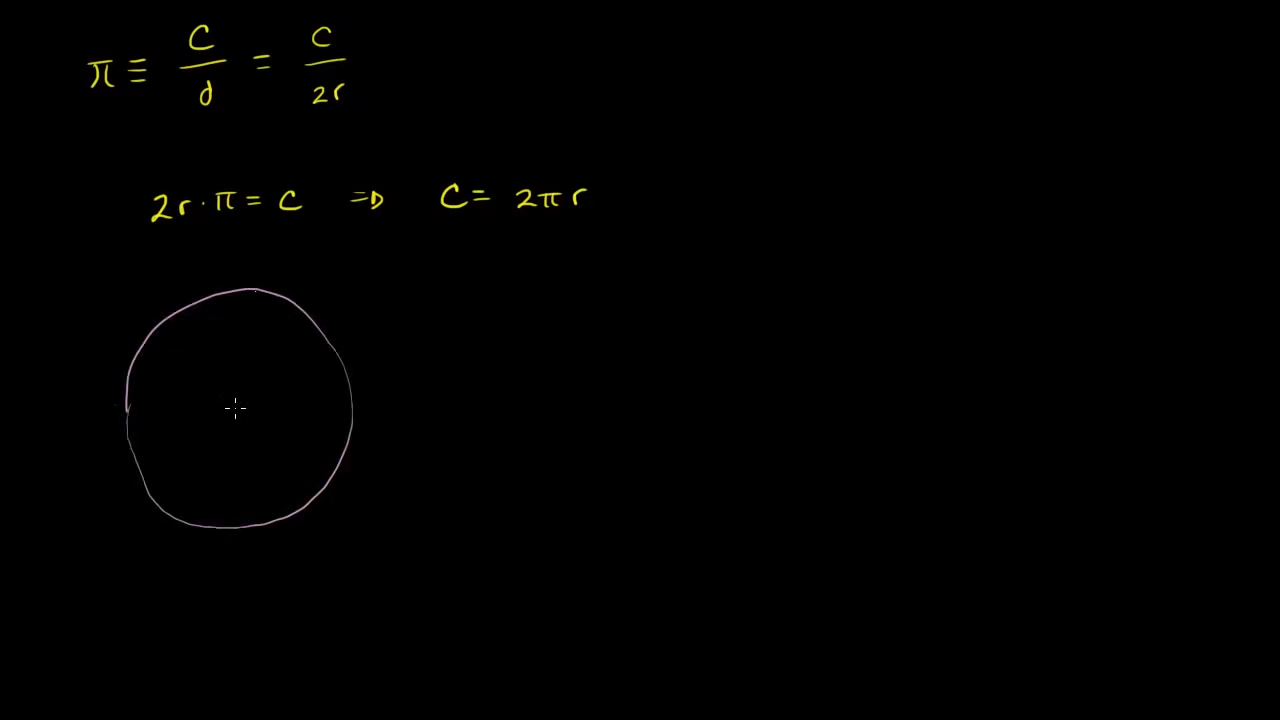 π ≡ C/d = C/2r
2r · π = C ⇒ C = 2πr